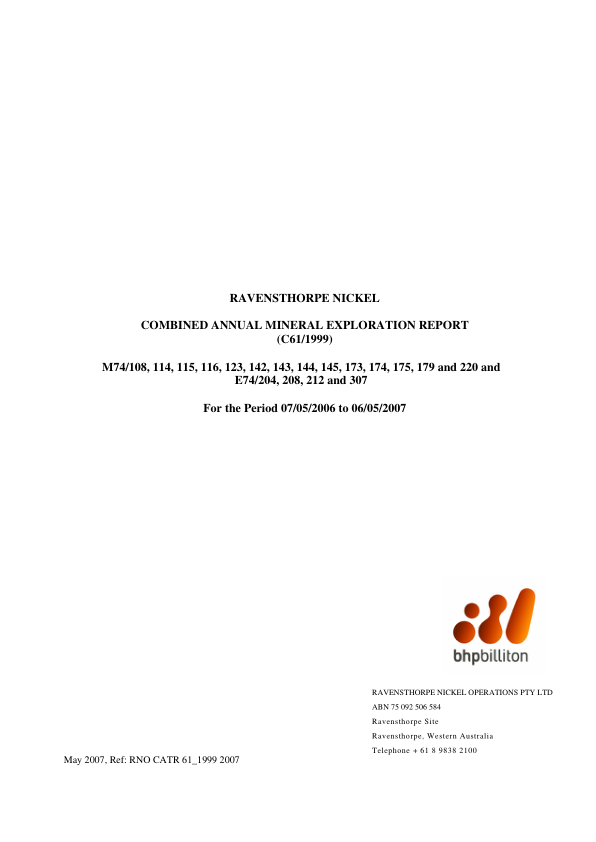 RAVENSTHORPE NICKEL
COMBINED ANNUAL MINERAL EXPLORATION REPORT
(C61/1999)
M74/108, 114, 115, 116, 123, 142, 143, 144, 145, 173, 174, 175, 179 and 220 and
E74/204, 208, 212 and 307
For the Period 07/05/2006 to 06/05/2007
bhpbilliton
RAVENSTHORPE NICKEL OPERATIONS PTY LTD
ABN 75 092 506 584
Ravensthorpe Site
Ravensthorpe, Western Australia
Telephone + 61 8 9838 2100
May 2007, Ref: RNO CATR 61_1999 2007